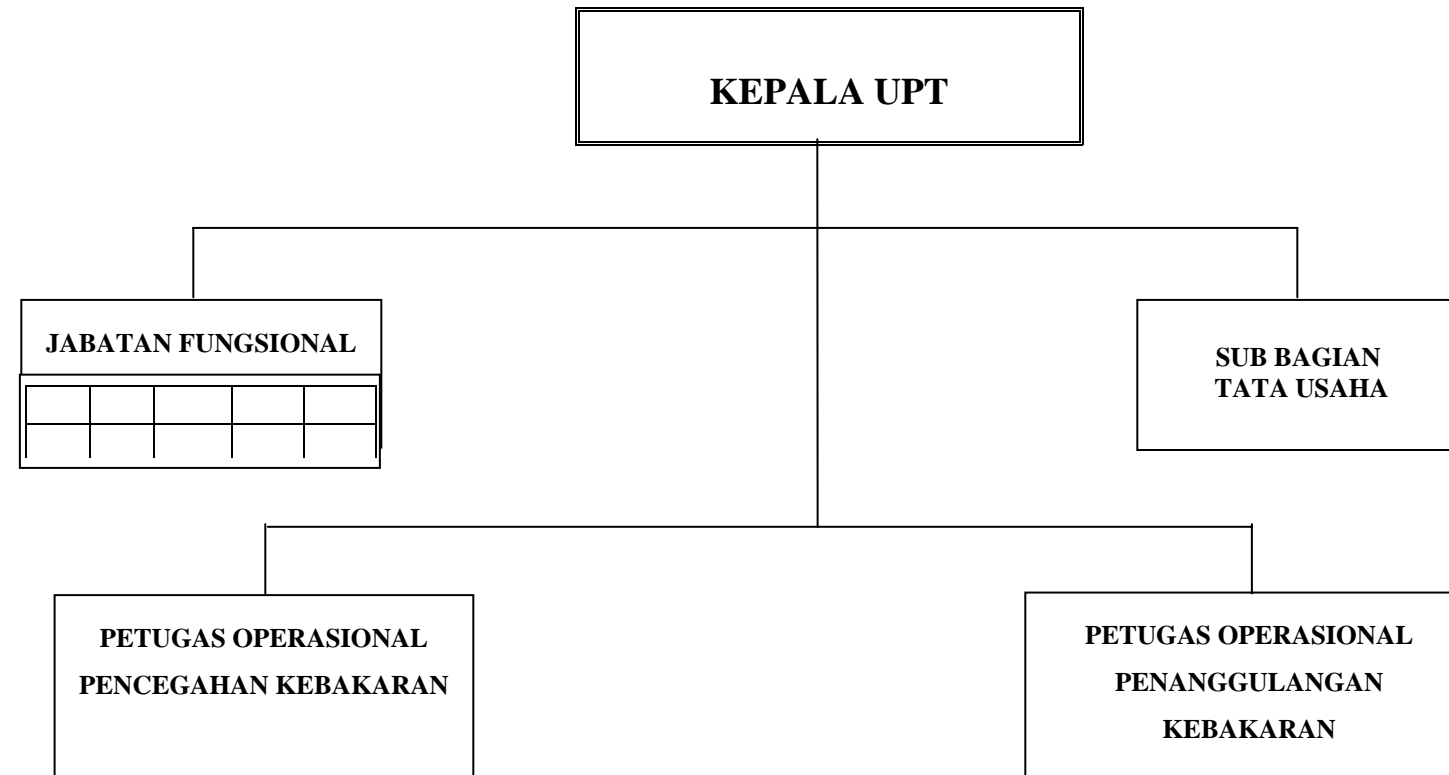 KEPALA UPT
JABATAN FUNGSIONAL
SUB BAGIAN
TATA USAHA
PETUGAS OPERASIONAL
PENCEGAHAN KEBAKARAN
PETUGAS OPERASIONAL
PENANGGULANGAN
KEBAKARAN